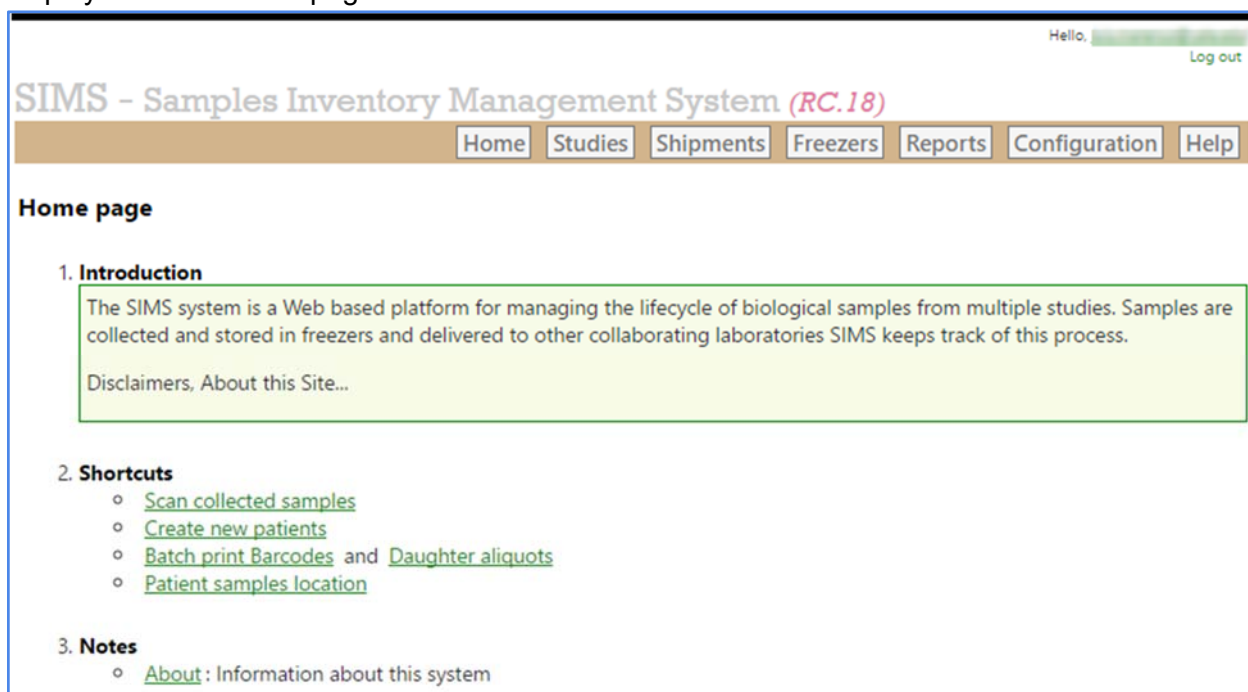 Hello,
Log out
SIMS - Samples Inventory Management System (RC.18)
Home Studies Shipments Freezers Reports Configuration Help
Home page
1. Introduction
The SIMS system is a Web based platform for managing the lifecycle of biological samples from multiple studies. Samples are
collected and stored in freezers and delivered to other collaborating laboratories SIMS keeps track of this process.
Disclaimers, About this Site...
2. Shortcuts
Scan collected samples
Create new patients
Batch print Barcodes and Daughter aliquots
Patient samples location
3. Notes
About : Information about this system